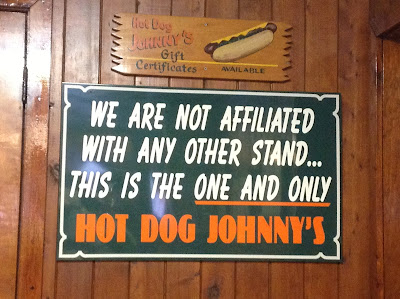 Hot Dog
JOHNNY'S
Gift
Certificates AVAILABLE
WE ARE NOT AFFILIATED
WITH ANY OTHER STAND...
THIS IS THE ONE AND ONLY
HOT DOG JOHNNY'S